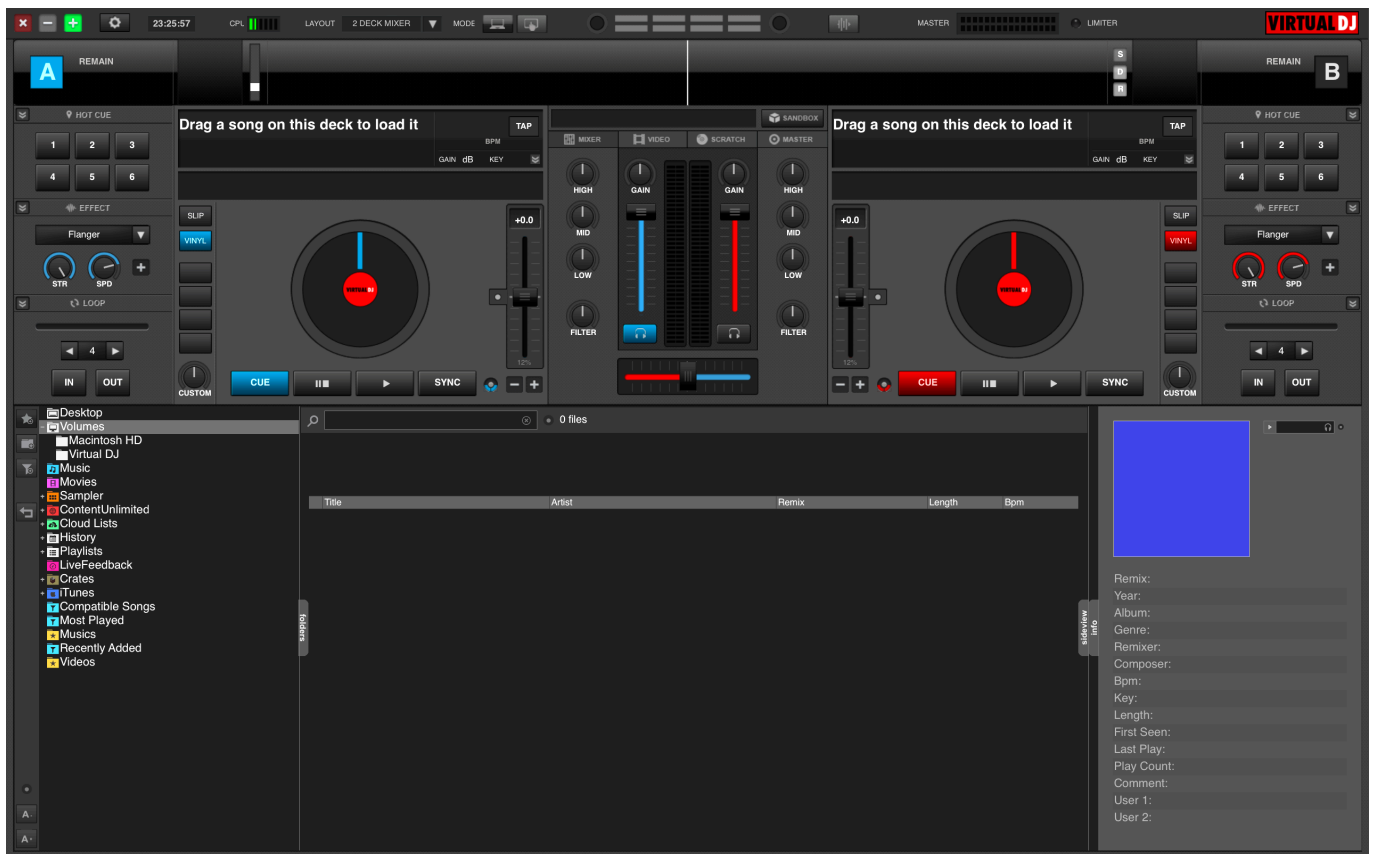 23:25:57 CPL LAYOUT 2 DECK MIXER MODE MASTER LIMITER VIRTUAL DJ
A REMAIN S D R REMAIN B
HOT CUE
1 2 3
4 5 6
EFFECT
Flanger
STR SPD
LOOP
4
IN OUT
Drag a song on this deck to load it TAP
BPM
GAIN dB KEY
SLIP
VINYL
+0.0
VIRTUAL DJ
12%
CUSTOM CUE SYNC
SANDBOX
MIXER VIDEO SCRATCH MASTER
HIGH GAIN GAIN HIGH
MID MID
LOW LOW
FILTER FILTER
Drag a song on this deck to load it TAP
BPM
GAIN dB KEY
+0.0
SLIP
VINYL
VIRTUAL DJ
12%
CUE SYNC CUSTOM
HOT CUE
1 2 3
4 5 6
EFFECT
Flanger
STR SPD
LOOP
4
IN OUT
Desktop
Volumes
Macintosh HD
Virtual DJ
Music
Movies
Sampler
ContentUnlimited
Cloud Lists
History
Playlists
LiveFeedback
Crates
iTunes
Compatible Songs
Most Played
Musics
Recently Added
Videos
A-
A+
folders
0 files
Title Artist Remix Length Bpm
sideview
info
Remix:
Year:
Album:
Genre:
Remixer:
Composer:
Bpm:
Key:
Length:
First Seen:
Last Play:
Play Count:
Comment:
User 1:
User 2: